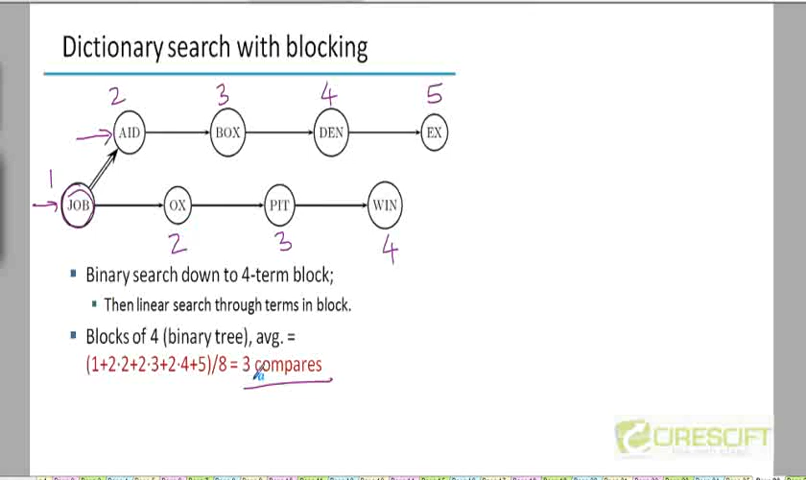 Dictionary search with blocking
2 3 4 5
AID BOX DEN EX
1
JOB OX PIT WIN
2 3 4
Binary search down to 4-term block;
Then linear search through terms in block.
Blocks of 4 (binary tree), avg. =
(1+2∙2+2∙3+2∙4+5)/8 = 3 compares